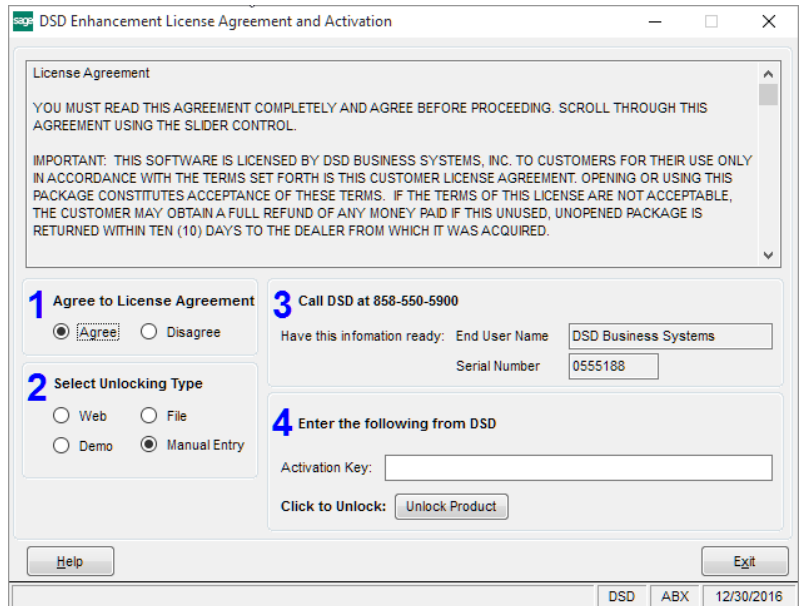 sage DSD Enhancement License Agreement and Activation
License Agreement
YOU MUST READ THIS AGREEMENT COMPLETELY AND AGREE BEFORE PROCEEDING. SCROLL THROUGH THIS
AGREEMENT USING THE SLIDER CONTROL.
IMPORTANT: THIS SOFTWARE IS LICENSED BY DSD BUSINESS SYSTEMS, INC. TO CUSTOMERS FOR THEIR USE ONLY
IN ACCORDANCE WITH THE TERMS SET FORTH IS THIS CUSTOMER LICENSE AGREEMENT. OPENING OR USING THIS
PACKAGE CONSTITUTES ACCEPTANCE OF THESE TERMS. IF THE TERMS OF THIS LICENSE ARE NOT ACCEPTABLE,
THE CUSTOMER MAY OBTAIN A FULL REFUND OF ANY MONEY PAID IF THIS UNUSED, UNOPENED PACKAGE IS
RETURNED WITHIN TEN (10) DAYS TO THE DEALER FROM WHICH IT WAS ACQUIRED.
1 Agree to License Agreement
Agree Disagree
2 Select Unlocking Type
Web File
Demo Manual Entry
3 Call DSD at 858-550-5900
Have this infomation ready: End User Name DSD Business Systems
Serial Number 0555188
4 Enter the following from DSD
Activation Key:
Click to Unlock: Unlock Product
Help Exit
DSD ABX 12/30/2016